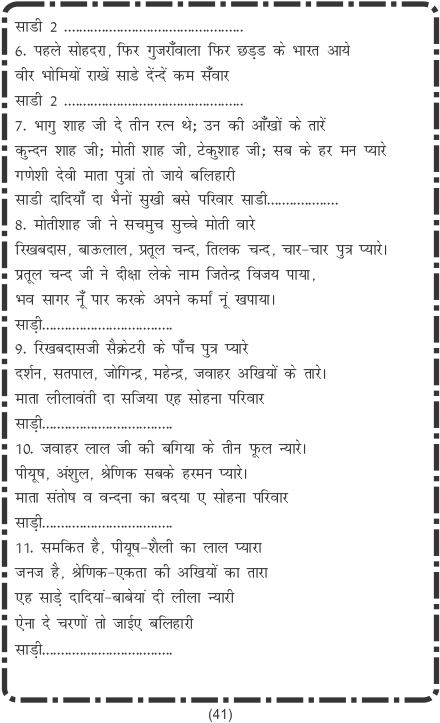 साडी 2 ................................................
6. पहले सोहदरा, फिर गुजराँवाला फिर छड्ड के भारत आये
वीर भोमियों राखें साडे देंन्दें कम सँवार
साडी 2 ................................................
7. भागु शाह जी दे तीन रत्न थे; उन की आँखों के तारें
कुन्दन शाह जी; मोती शाह जी, टेकुशाह जी; सब के हर मन प्यारे
गणेशी देवी माता पुत्रां तो जाये बलिहारी
साडी दादियाँ दा भैनों सुखी बसे परिवार साडी...................
8. मोतीशाह जी ने सचमुच सुच्चे मोती वारे
रिखबदास, बाऊलाल, प्रतूल चन्द, तिलक चन्द, चार-चार पुत्र प्यारे।
प्रतूल चन्द जी ने दीक्षा लेके नाम जितेन्द्र विजय पाया,
भव सागर नूँ पार करके अपने कर्मां नूं खपाया।
साड़ी...................................
9. रिखबदासजी सैक्रेटरी के पाँच पुत्र प्यारे
दर्शन, सतपाल, जोगिन्द्र, महेन्द्र, जवाहर अखियों के तारे।
माता लीलावंती दा सजिया एह सोहना परिवार
साड़ी...................................
10. जवाहर लाल जी की बगिया के तीन फूल न्यारे।
पीयूष, अंशुल, श्रेणिक सबके हरमन प्यारे।
माता संतोष व वन्दना का बदया ए सोहना परिवार
साड़ी...................................
11. समकित है, पीयूष-शैली का लाल प्यारा
जनज है, श्रेणिक-एकता की अखियों का तारा
एह साड़े दादियां-बाबेयां दी लीला न्यारी
ऐना दे चरणों तो जाईए बलिहारी
साड़ी...................................
(41)